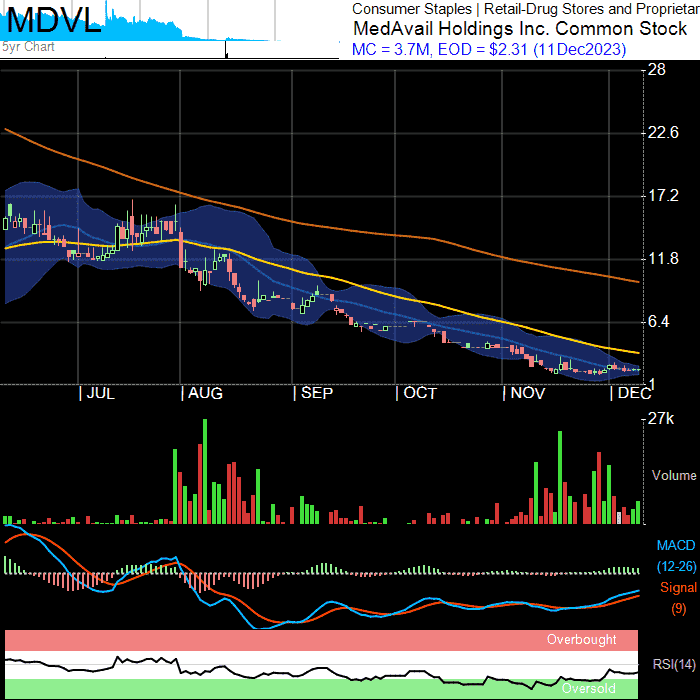 MDVL
5yr Chart
Consumer Staples | Retail-Drug Stores and Proprietar
MedAvail Holdings Inc. Common Stock
MC = 3.7M, EOD = $2.31 (11Dec2023)
28
22.6
17.2
11.8
6.4
1
| JUL | AUG | SEP | OCT | NOV | DEC
27k
Volume
MACD
(12-26)
Signal
(9)
Overbought
RSI(14)
Oversold